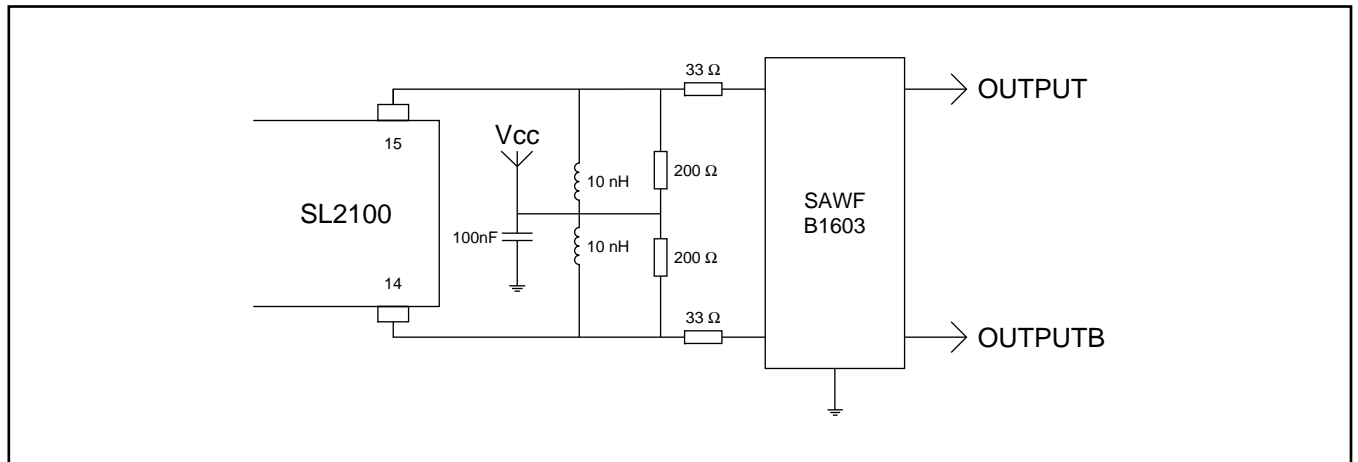 33 Ω
OUTPUT
15
Vcc
10 nH
200 Ω
SL2100
SAWF
B1603
100nF
10 nH
200 Ω
14
33 Ω
OUTPUTB